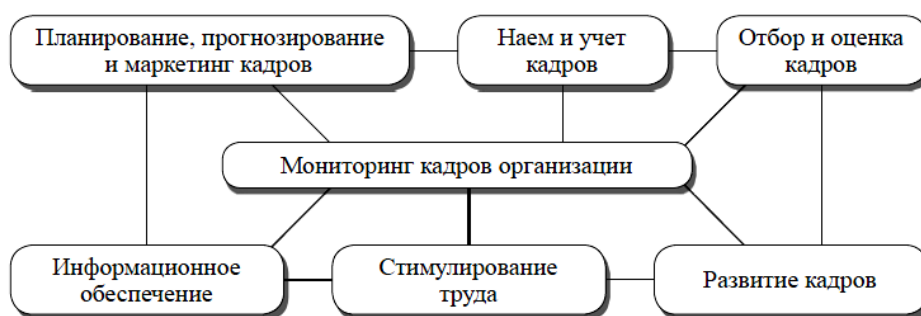 Планирование, прогнозирование
и маркетинг кадров
Наем и учет
кадров
Отбор и оценка
кадров
Мониторинг кадров организации
Информационное
обеспечение
Стимулирование
труда
Развитие кадров